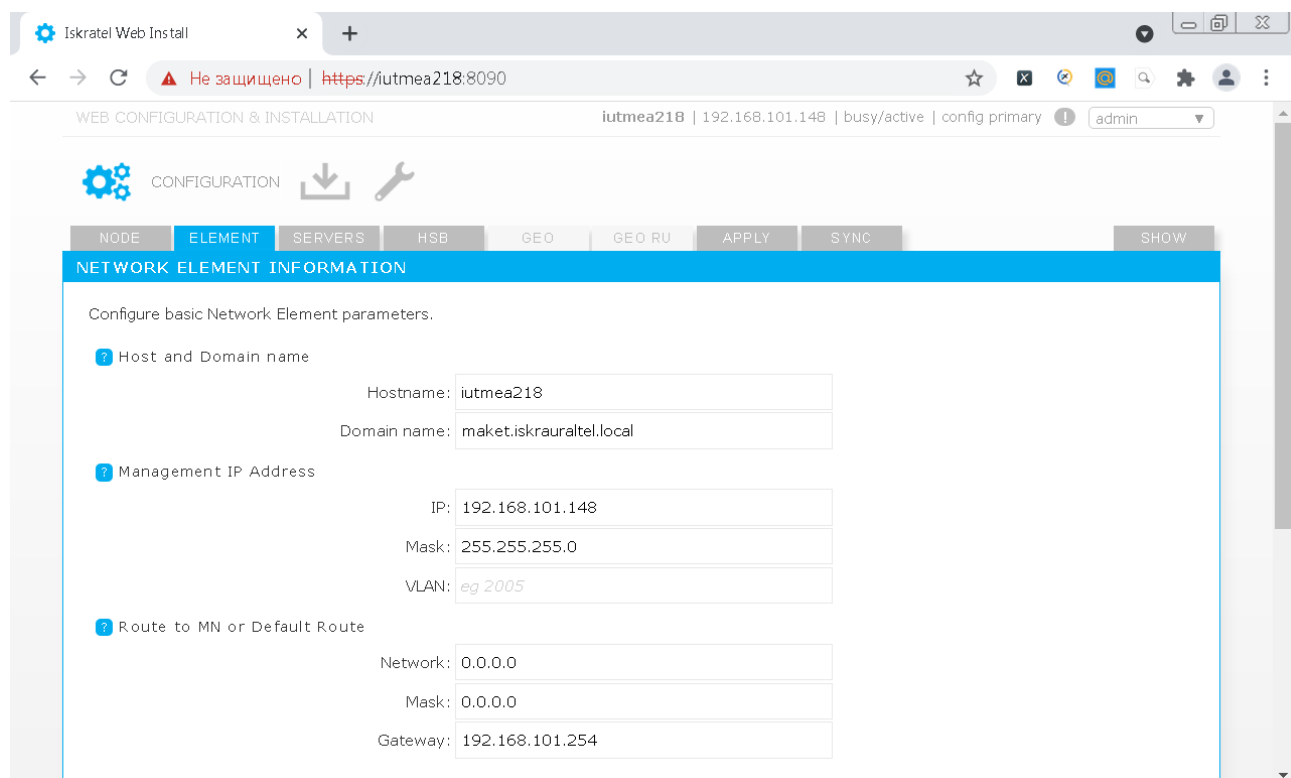 Iskratel Web Install
Не защищено | https://iutmea218:8090
WEB CONFIGURATION & INSTALLATION
iutmea218 | 192.168.101.148 | busy/active | config primary
admin
CONFIGURATION
NODE ELEMENT SERVERS HSB GEO GEO RU APPLY SYNC SHOW
NETWORK ELEMENT INFORMATION
Configure basic Network Element parameters.
? Host and Domain name
Hostname: iutmea218
Domain name: maket.iskrauraltel.local
? Management IP Address
IP: 192.168.101.148
Mask: 255.255.255.0
VLAN: eg 2005
? Route to MN or Default Route
Network: 0.0.0.0
Mask: 0.0.0.0
Gateway: 192.168.101.254